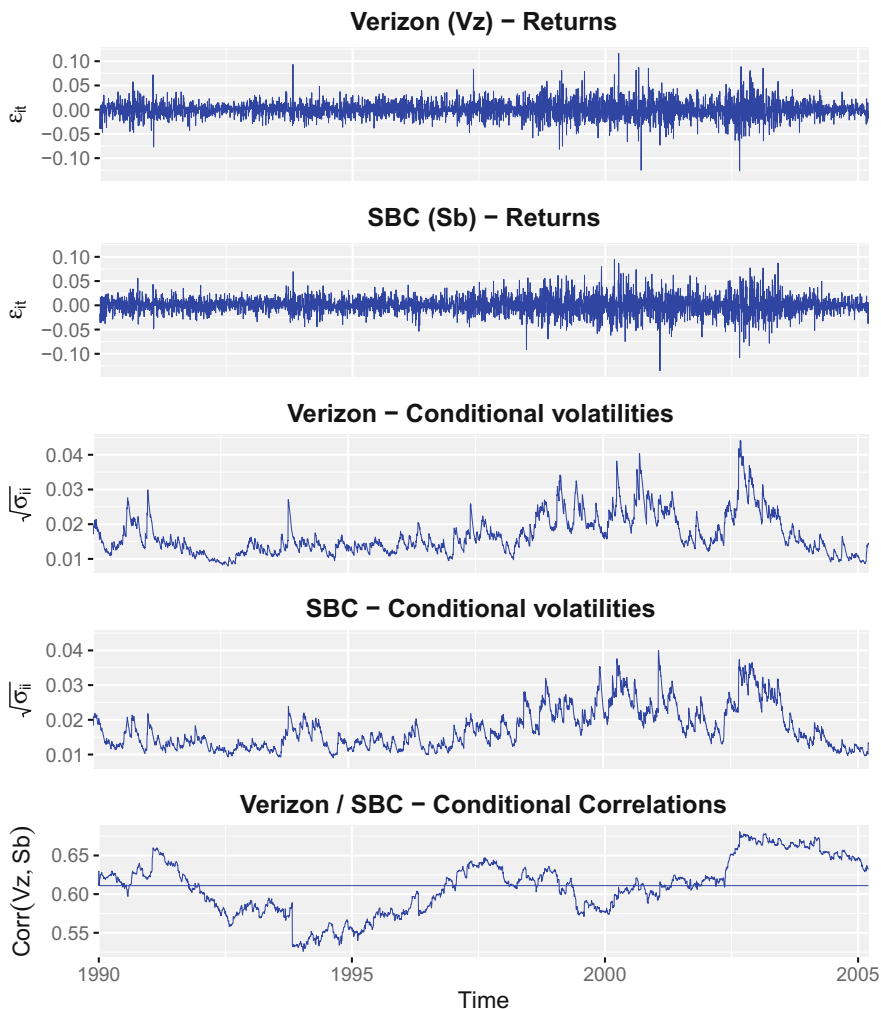 Verizon (Vz) − Returns
0.10
0.05
0.00
−0.05
−0.10
εit
SBC (Sb) − Returns
0.10
0.05
0.00
−0.05
−0.10
εit
Verizon − Conditional volatilities
0.04
0.03
0.02
0.01
√σii
SBC − Conditional volatilities
0.04
0.03
0.02
0.01
√σii
Verizon / SBC − Conditional Correlations
0.65
0.60
0.55
Corr(Vz, Sb)
1990 1995 2000 2005
Time